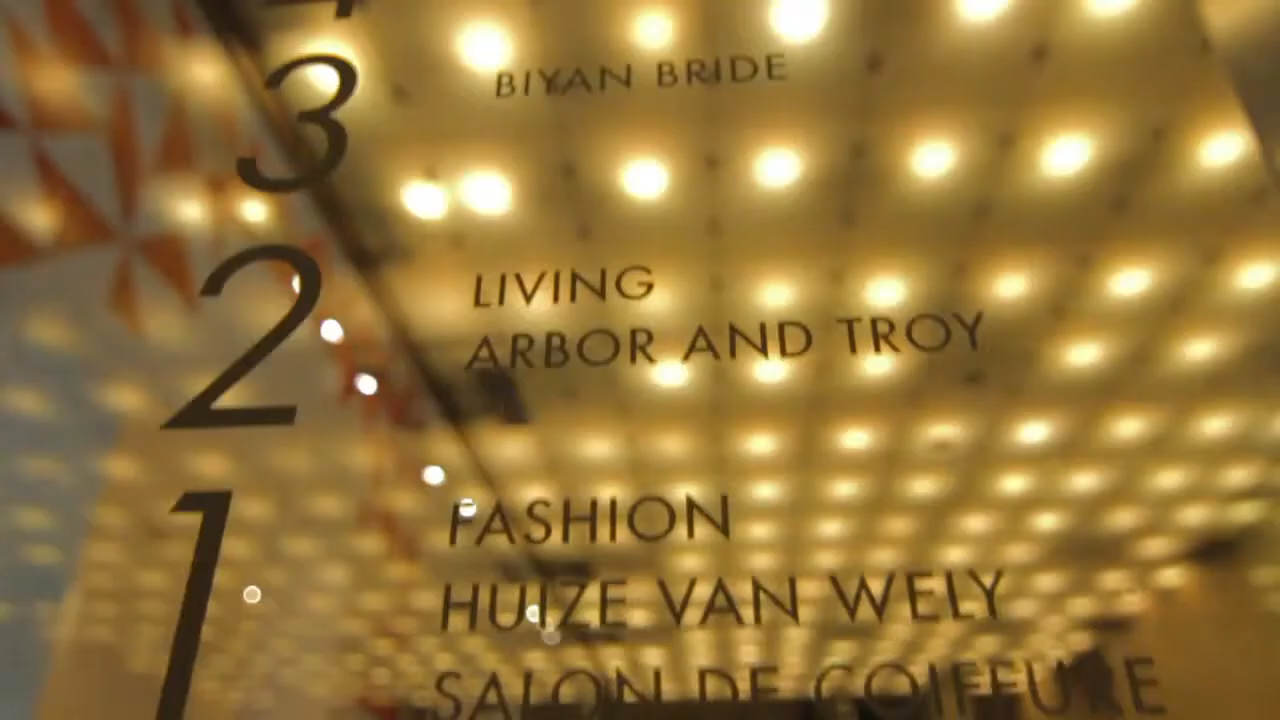 3 BIYAN BRIDE
2 LIVING
ARBOR AND TROY
1 FASHION
HUIZE VAN WELY
SALON DE COIFFURE